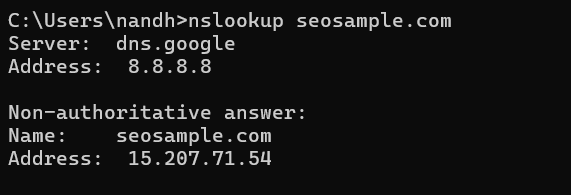 C:\Users\nandh>nslookup seosample.com
Server:  dns.google
Address:  8.8.8.8

Non-authoritative answer:
Name:    seosample.com
Address:  15.207.71.54